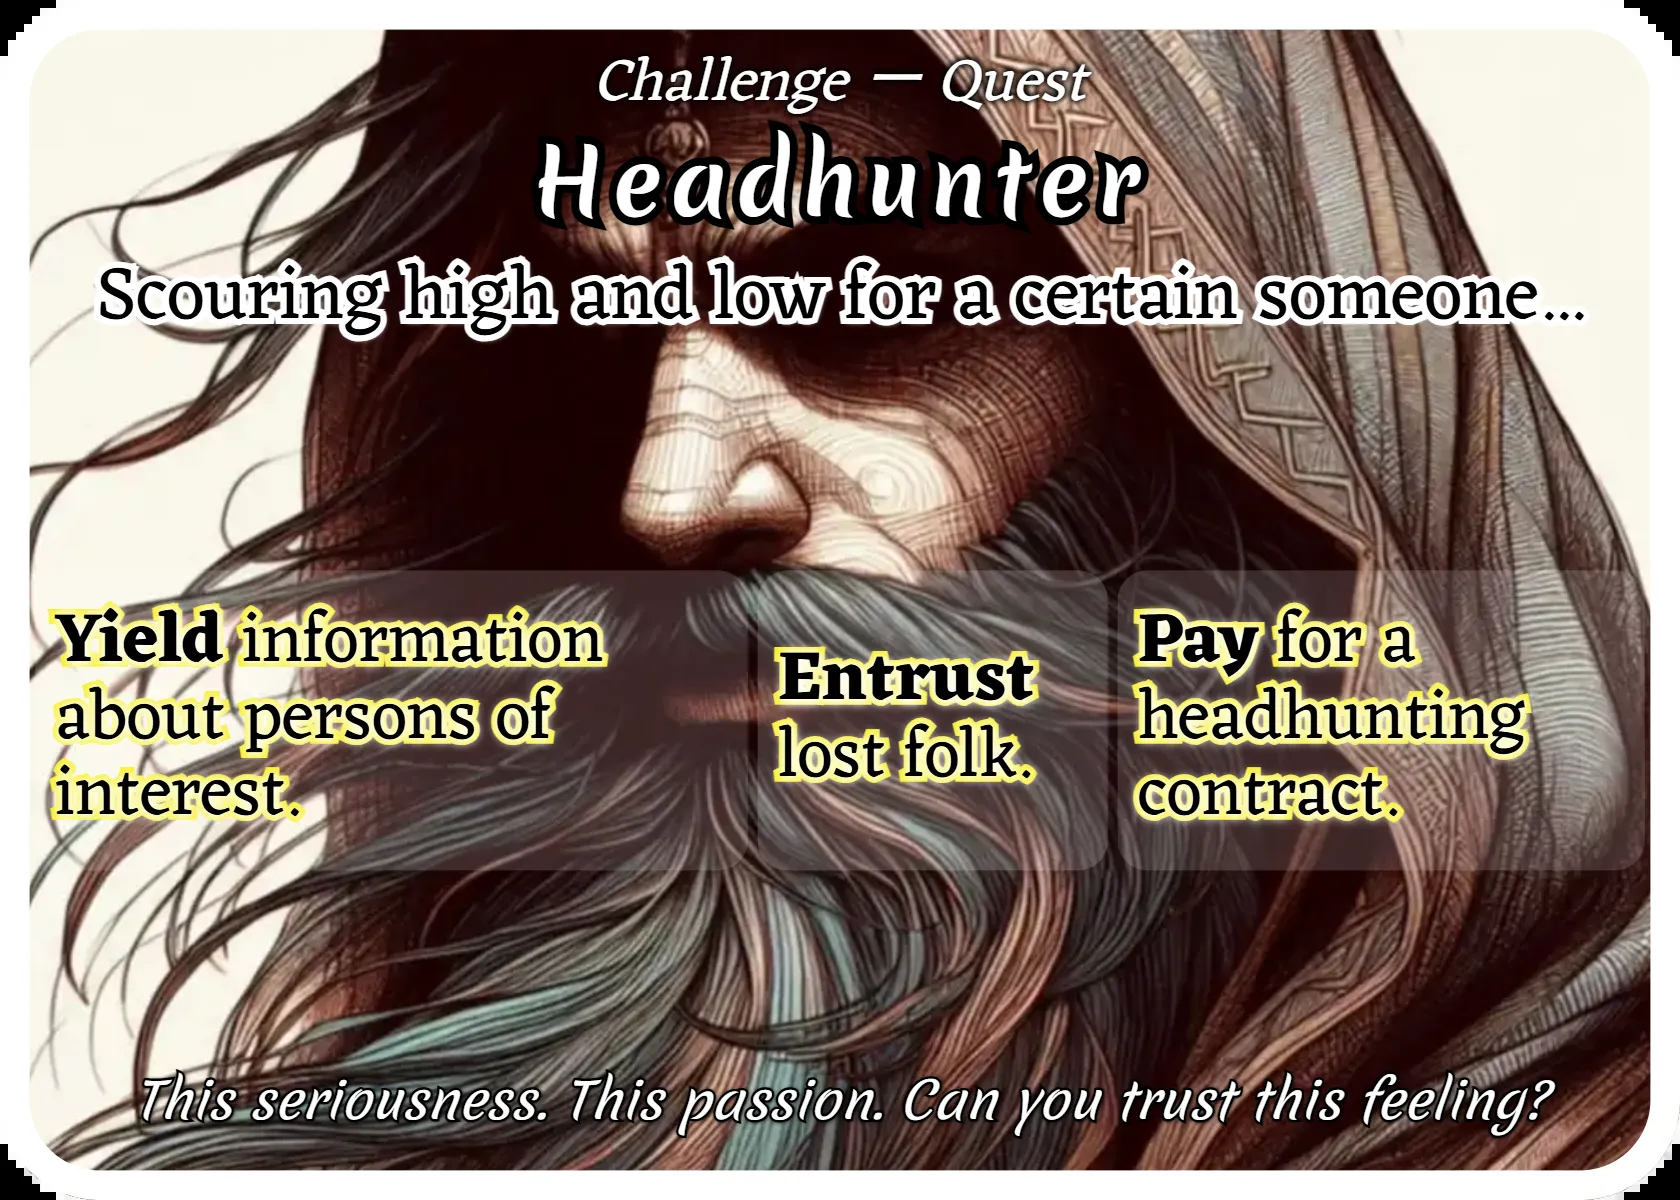 Challenge — Quest
Headhunter
Scouring high and low for a certain someone...
Yield information
about persons of
interest.
Entrust
lost folk.
Pay for a
headhunting
contract.
This seriousness. This passion. Can you trust this feeling?